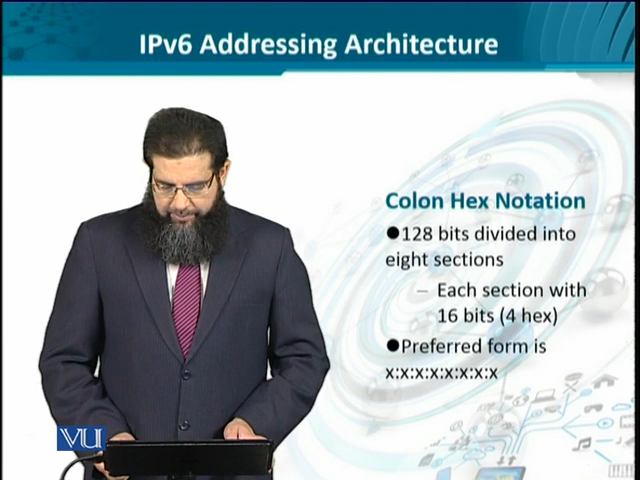 IPv6 Addressing Architecture
Colon Hex Notation
●128 bits divided into
eight sections
– Each section with
16 bits (4 hex)
●Preferred form is
x:x:x:x:x:x:x:x
VU